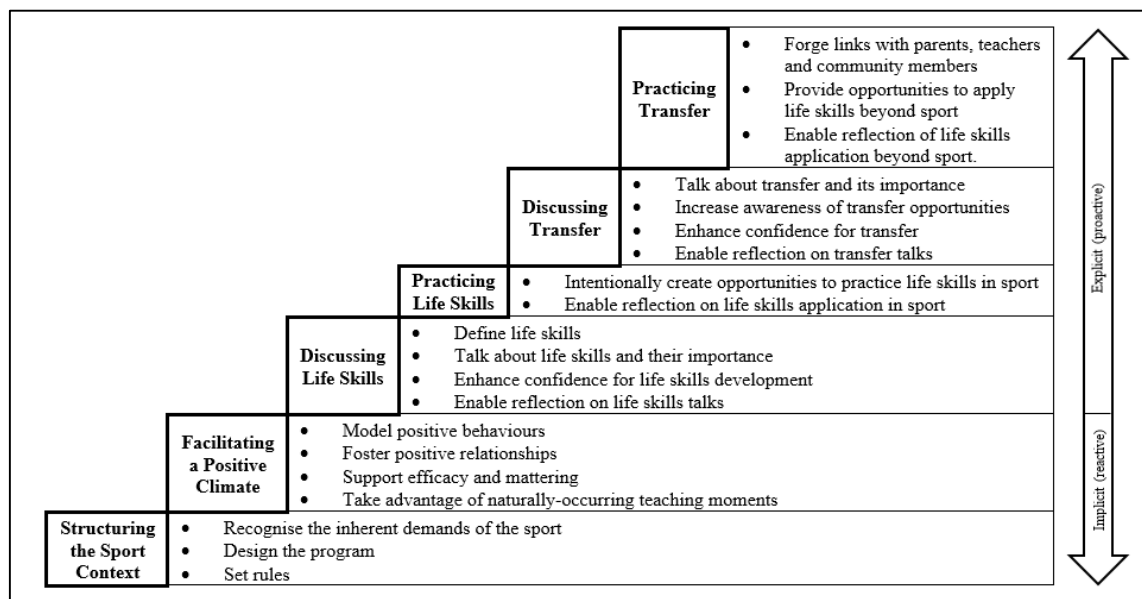 Practicing
Transfer
• Forge links with parents, teachers
and community members
• Provide opportunities to apply
life skills beyond sport
• Enable reflection of life skills
application beyond sport.
Discussing
Transfer
• Talk about transfer and its importance
• Increase awareness of transfer opportunities
• Enhance confidence for transfer
• Enable reflection on transfer talks
Practicing
Life Skills
• Intentionally create opportunities to practice life skills in sport
• Enable reflection on life skills application in sport
Discussing
Life Skills
• Define life skills
• Talk about life skills and their importance
• Enhance confidence for life skills development
• Enable reflection on life skills talks
Facilitating
a Positive
Climate
• Model positive behaviours
• Foster positive relationships
• Support efficacy and mattering
• Take advantage of naturally-occurring teaching moments
Structuring
the Sport
Context
• Recognise the inherent demands of the sport
• Design the program
• Set rules
Explicit (proactive)
Implicit (reactive)